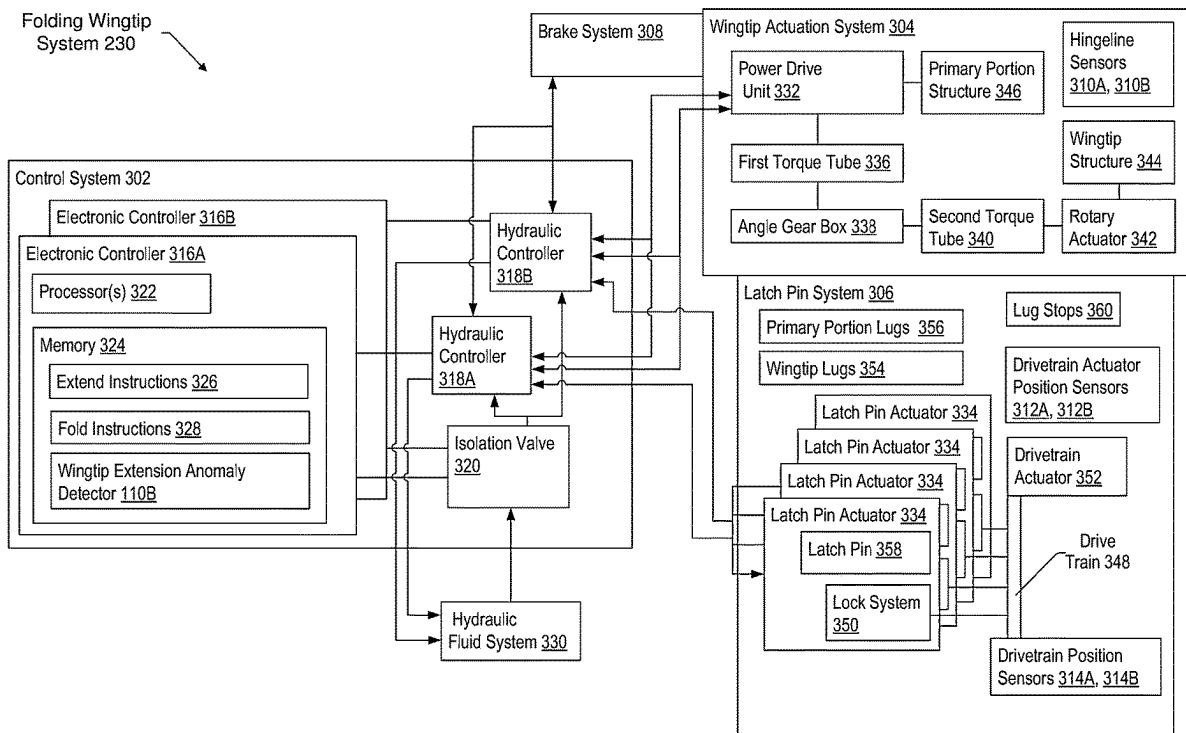 Folding Wingtip
System 230
Brake System 308
Wingtip Actuation System 304
Power Drive
Unit 332
Primary Portion
Structure 346
Hingeline
Sensors
310A, 310B
First Torque Tube 336
Wingtip
Structure 344
Angle Gear Box 338
Second Torque
Tube 340
Rotary
Actuator 342
Control System 302
Electronic Controller 316B
Electronic Controller 316A
Processor(s) 322
Memory 324
Extend Instructions 326
Fold Instructions 328
Wingtip Extension Anomaly
Detector 110B
Hydraulic
Controller
318B
Hydraulic
Controller
318A
Isolation Valve
320
Hydraulic
Fluid System 330
Latch Pin System 306
Primary Portion Lugs 356
Wingtip Lugs 354
Lug Stops 360
Drivetrain Actuator
Position Sensors
312A, 312B
Latch Pin Actuator 334
Latch Pin Actuator 334
Latch Pin Actuator 334
Latch Pin Actuator 334
Latch Pin 358
Lock System
350
Drivetrain
Actuator 352
Drive
Train 348
Drivetrain Position
Sensors 314A, 314B